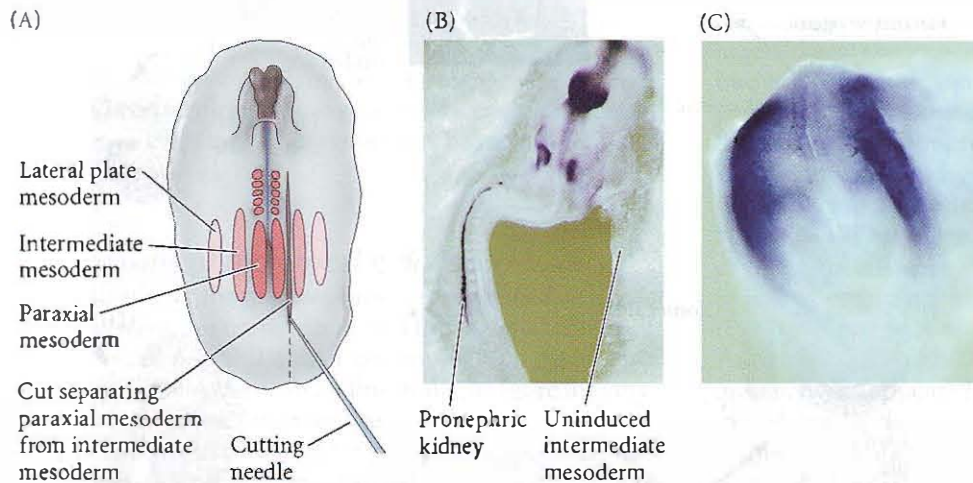 (A)
(B)
(C)
Lateral plate
mesoderm
Intermediate
mesoderm
Paraxial
mesoderm
Cut separating
paraxial mesoderm
from intermediate
mesoderm
Cutting
needle
Pronephric
kidney
Uninduced
intermediate
mesoderm